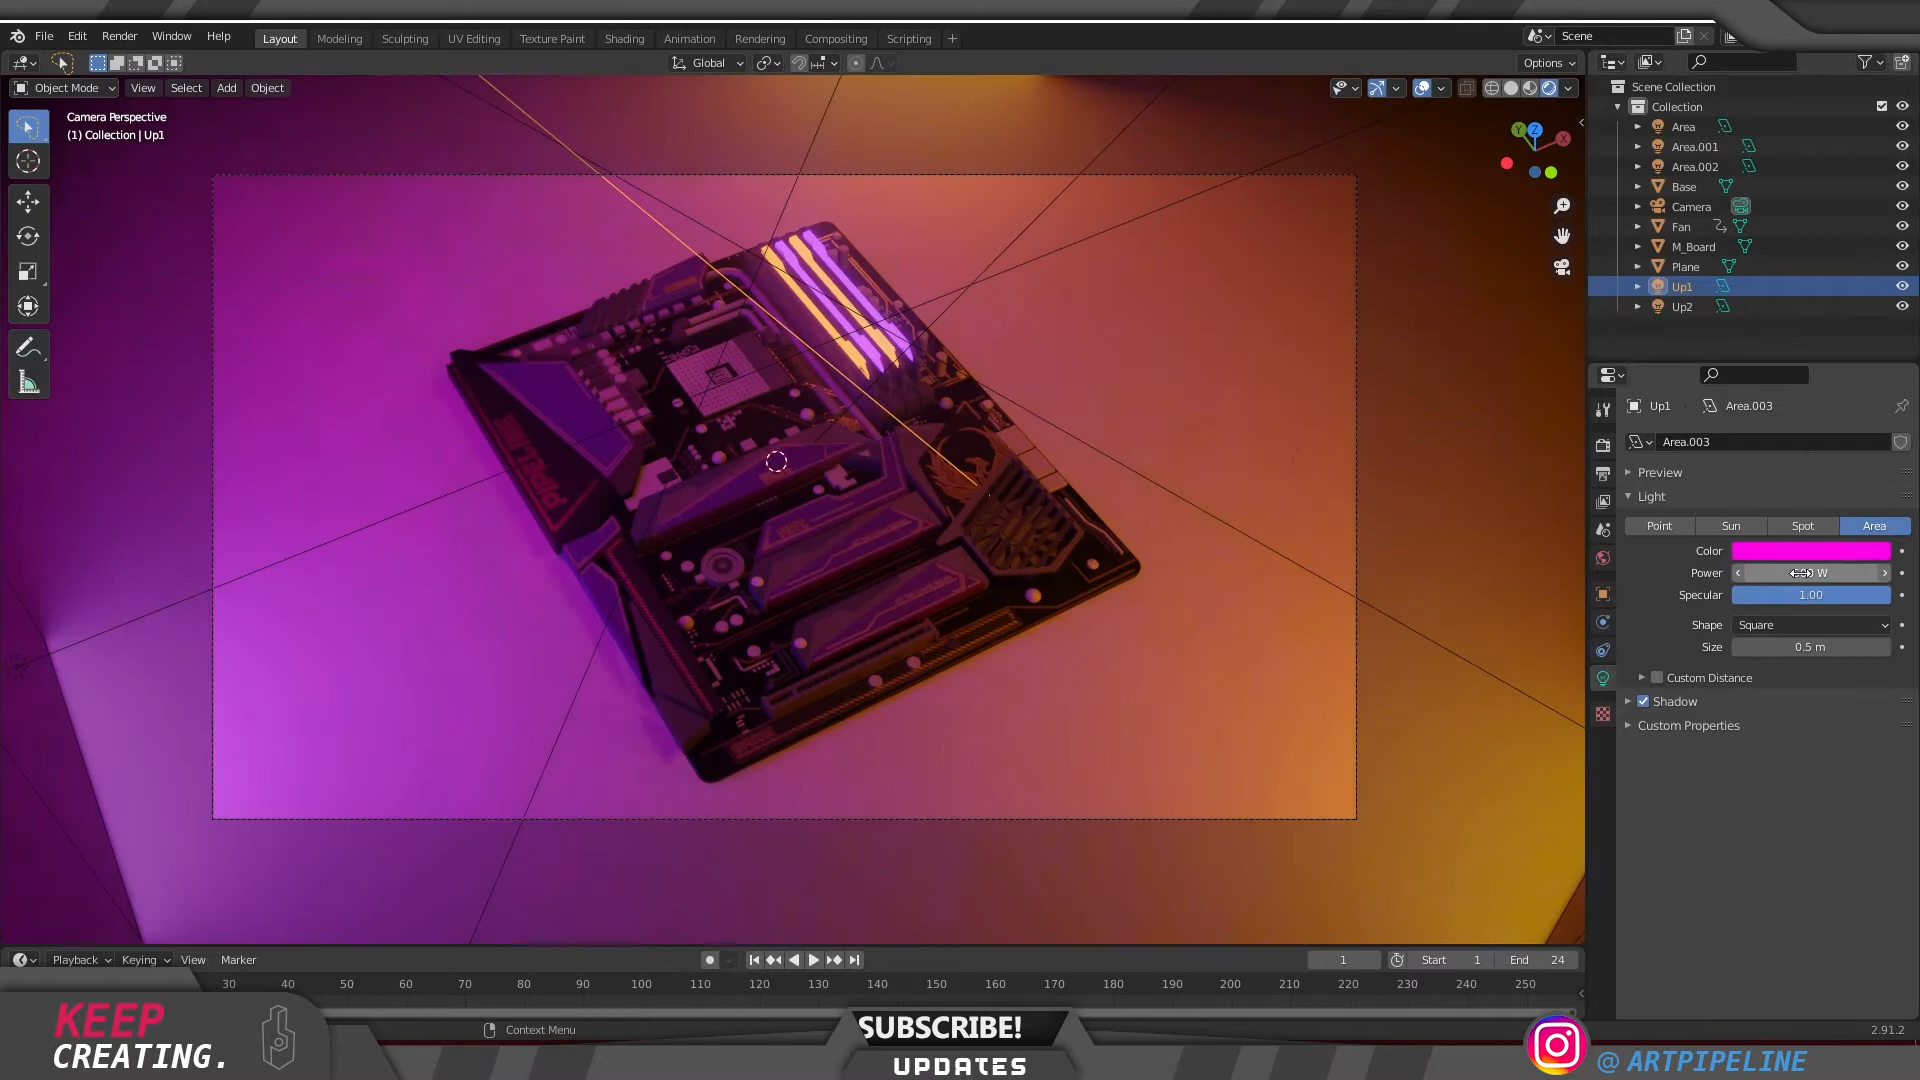 File Edit Render Window Help
Layout Modeling Sculpting UV Editing Texture Paint Shading Animation Rendering Compositing Scripting +
Scene
Global
Options
Object Mode View Select Add Object
Camera Perspective
(1) Collection | Up1
Y Z X
Scene Collection
Collection
Area
Area.001
Area.002
Base
Camera
Fan
M_Board
Plane
Up1
Up2
Up1 Area.003
Area.003
Preview
Light
Point Sun Spot Area
Color
Power W
Specular 1.00
Shape Square
Size 0.5 m
Custom Distance
Shadow
Custom Properties
Playback Keying View Marker
1 Start 1 End 24
30 40 50 60 70 80 90 100 110 120 130 140 150 160 170 180 190 200 210 220 230 240 250
Context Menu
2.91.2
KEEP
CREATING.
SUBSCRIBE!
UPDATES
@ ARTPIPELINE